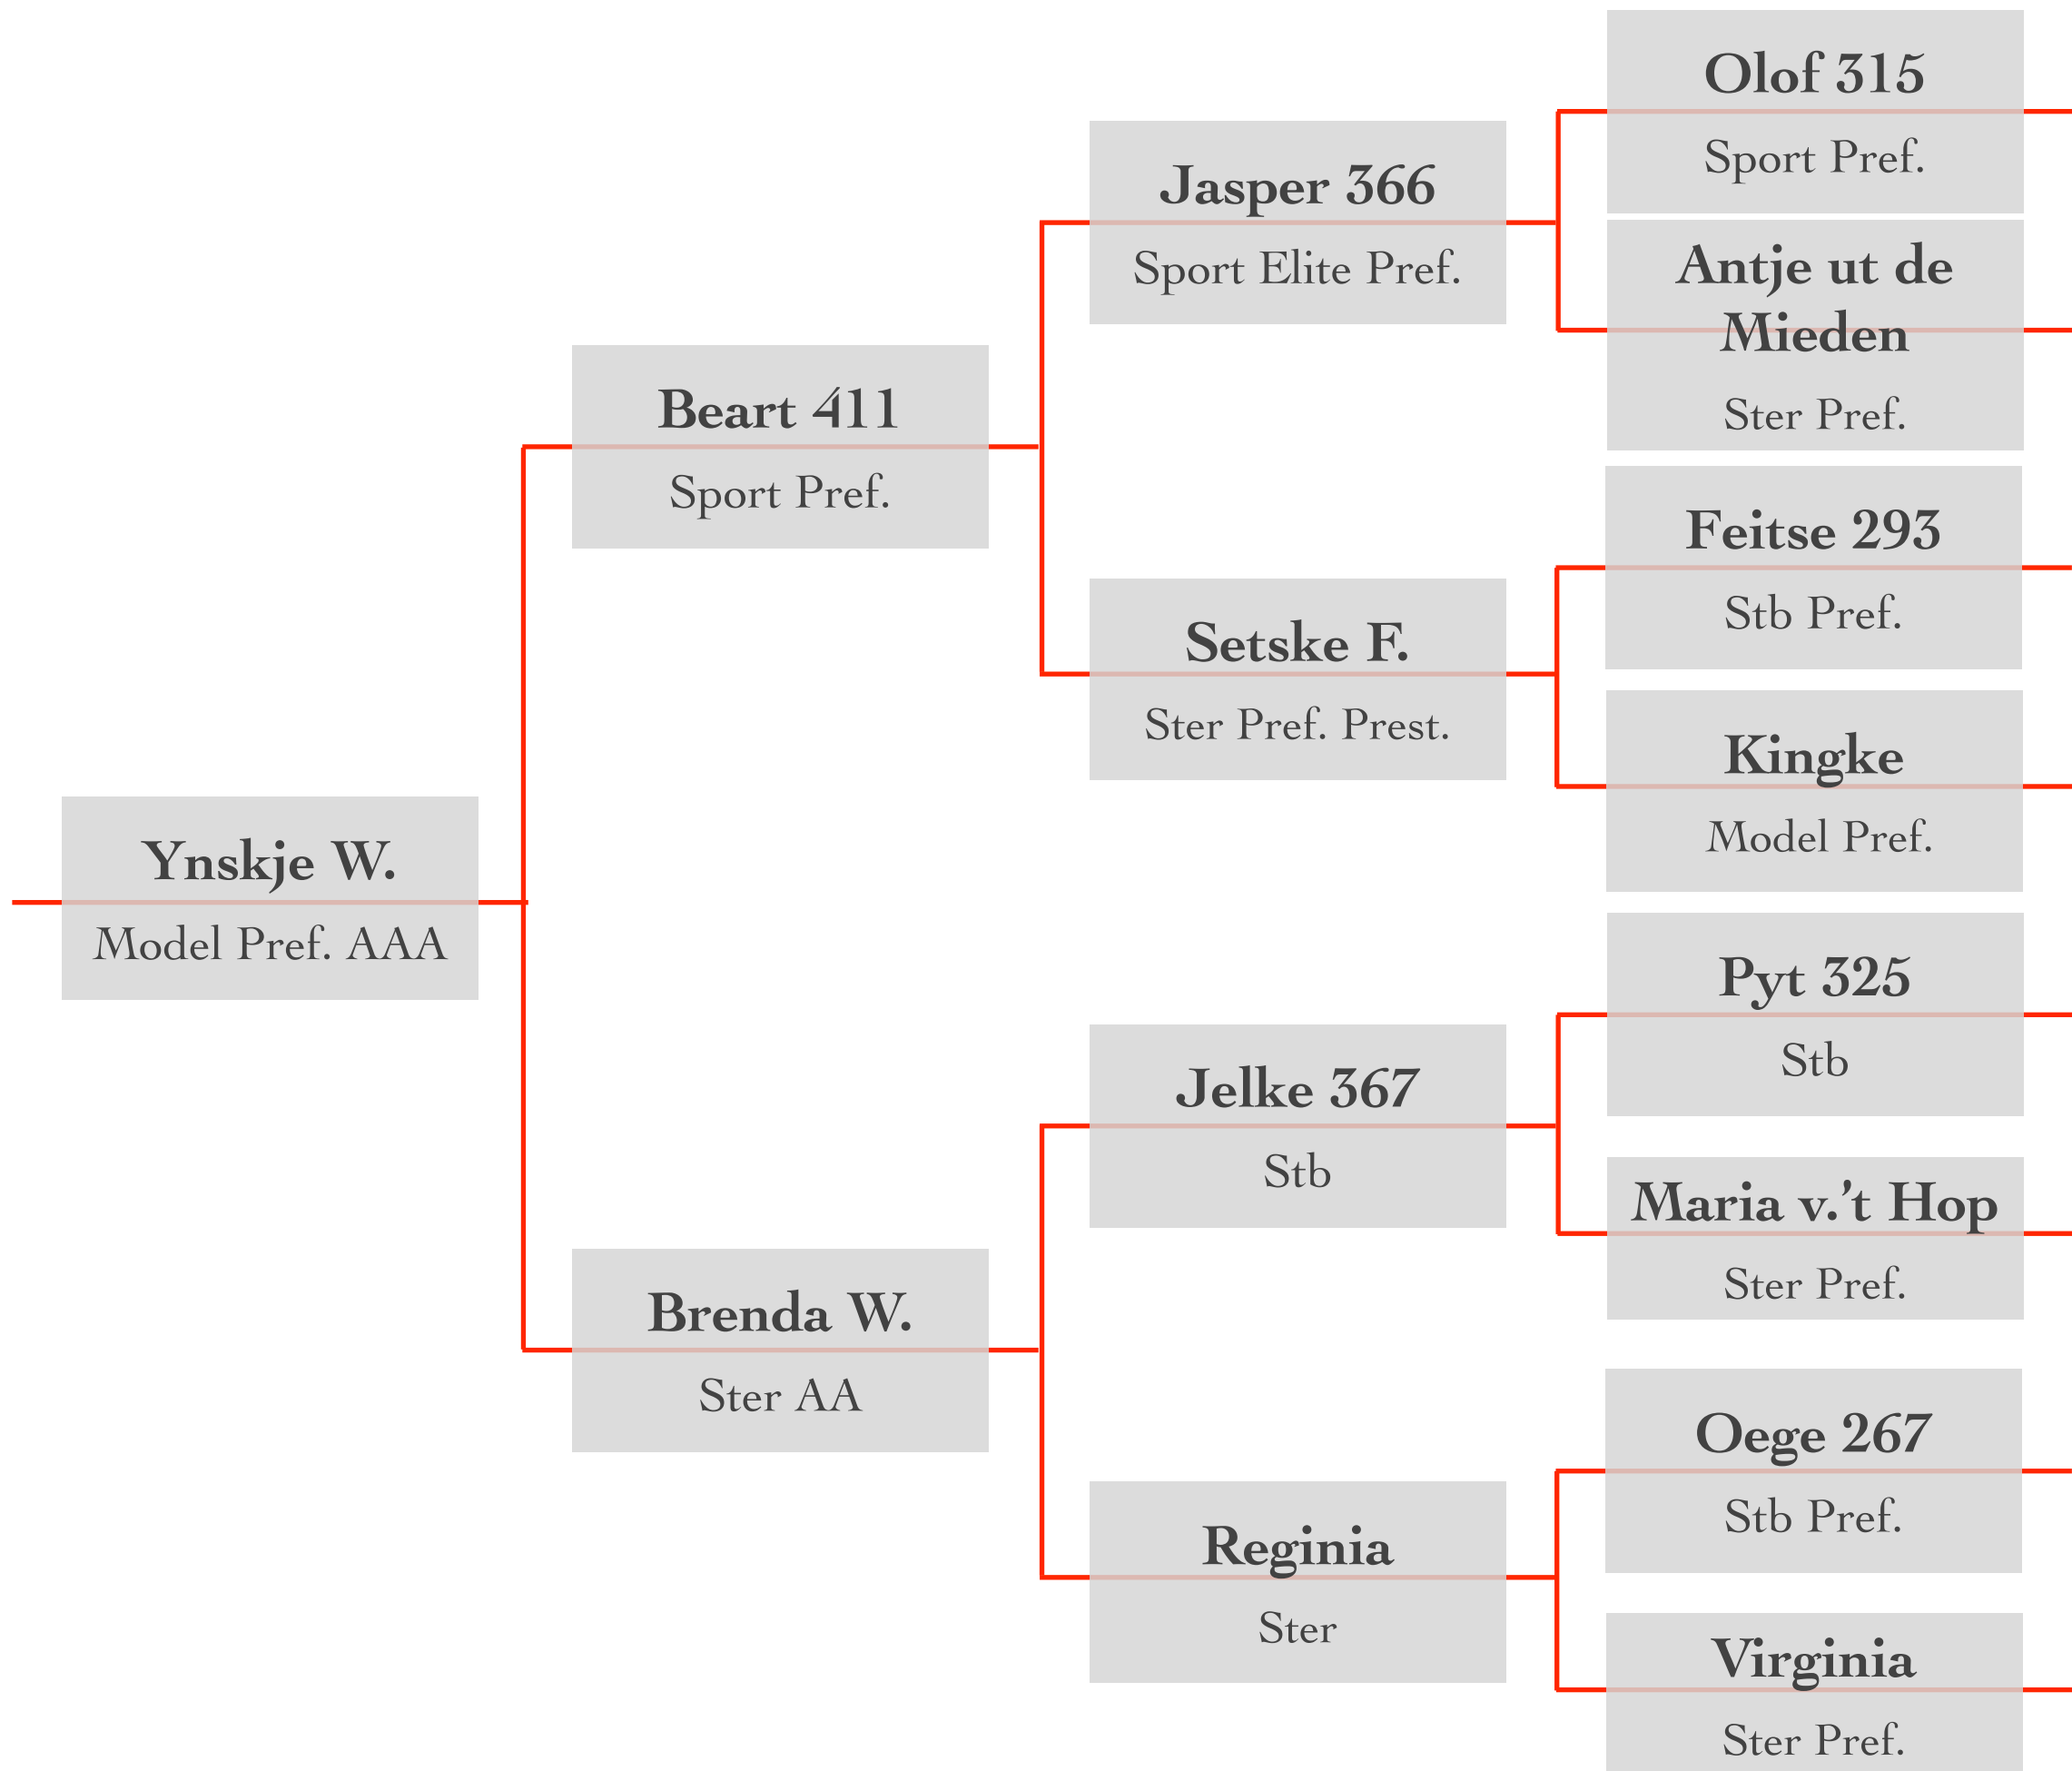 Olof 315
Sport Pref.
Jasper 366
Sport Elite Pref.
Antje ut de
Mieden
Ster Pref.
Beart 411
Sport Pref.
Feitse 293
Stb Pref.
Setske F.
Ster Pref. Prest.
Kingke
Model Pref.
Ynskje W.
Model Pref. AAA
Pyt 325
Stb
Jelke 367
Stb
Maria v.'t Hop
Ster Pref.
Brenda W.
Ster AA
Oege 267
Stb Pref.
Reginia
Ster
Virginia
Ster Pref.